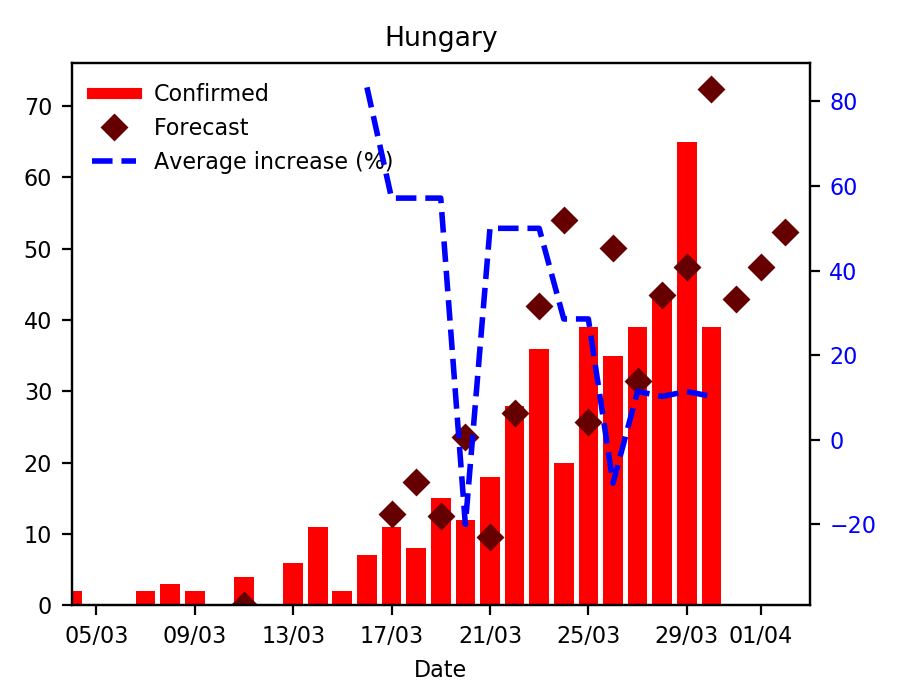 Hungary
Confirmed
Forecast
Average increase (%)
70
60
50
40
30
20
10
0
80
60
40
20
0
−20
05/03 09/03 13/03 17/03 21/03 25/03 29/03 01/04
Date